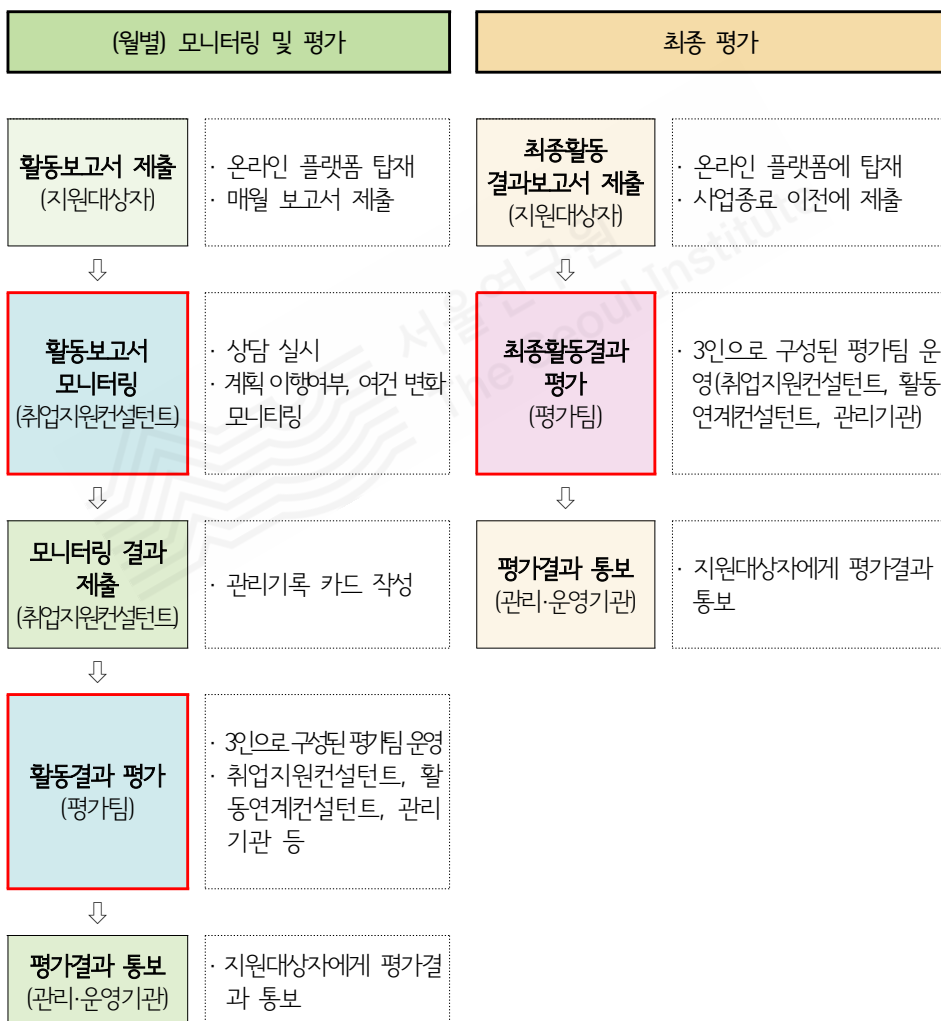 (월별) 모니터링 및 평가
활동보고서 제출
(지원대상자)
· 온라인 플랫폼 탑재
· 매월 보고서 제출
활동보고서
모니터링
(취업지원컨설턴트)
· 상담 실시
· 계획 이행여부, 여건 변화
모니티링
모니터링 결과
제출
(취업지원컨설턴트)
· 관리기록 카드 작성
활동결과 평가
(평가팀)
· 3인으로 구성된 평가팀 운영
· 취업지원컨설턴트, 활
동연계컨설턴트, 관리
기관 등
평가결과 통보
(관리·운영기관)
· 지원대상자에게 평가결
과 통보
최종 평가
최종활동
결과보고서 제출
(지원대상자)
· 온라인 플랫폼에 탑재
· 사업종료 이전에 제출
최종활동결과
평가
(평가팀)
· 3인으로 구성된 평가팀 운
영(취업지원컨설턴트, 활동
연계컨설턴트, 관리기관)
평가결과 통보
(관리·운영기관)
· 지원대상자에게 평가결과
통보
서울연구원
The Seoul Institute